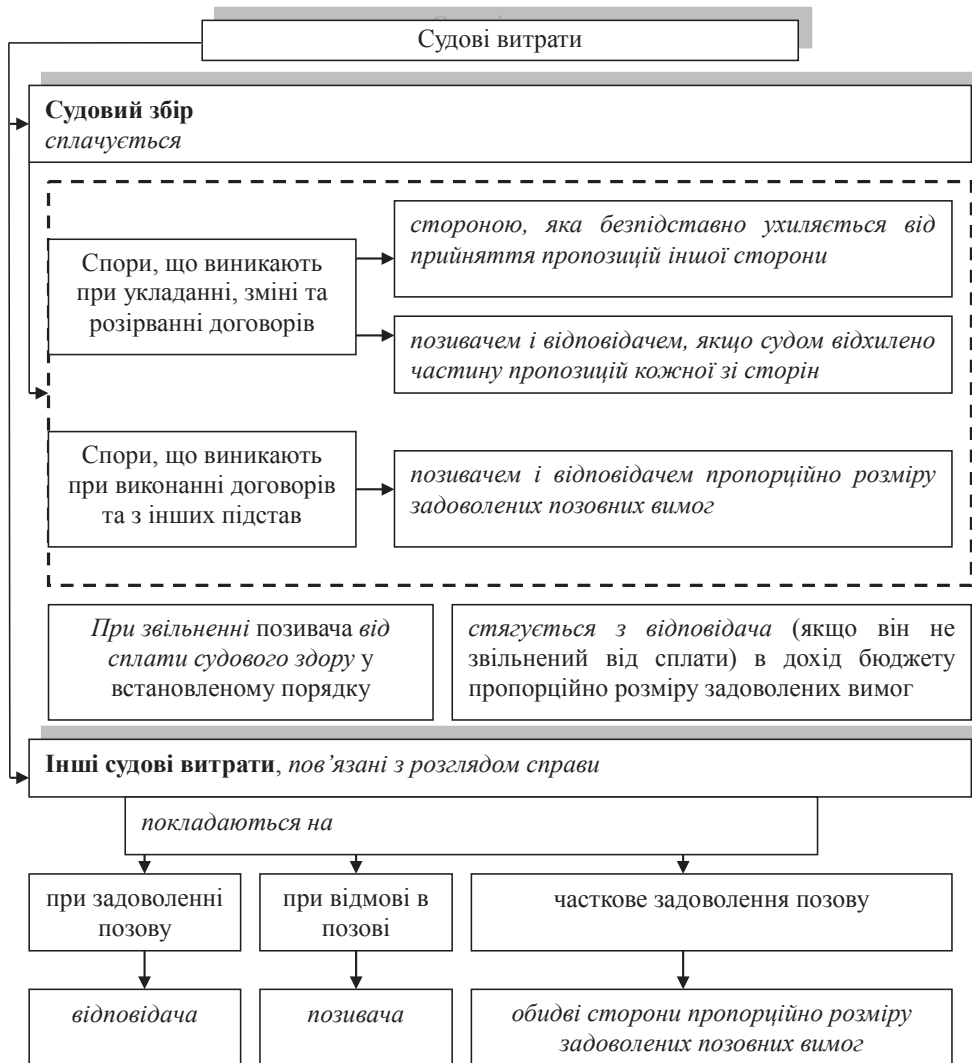 Судові витрати
Судовий збір
сплачується
Спори, що виникають
при укладанні, зміні та
розірванні договорів
стороною, яка безпідставно ухиляється від
прийняття пропозицій іншої сторони
позивачем і відповідачем, якщо судом відхилено
частину пропозицій кожної зі сторін
Спори, що виникають
при виконанні договорів
та з інших підстав
позивачем і відповідачем пропорційно розміру
задоволених позовних вимог
При звільненні позивача від
сплати судового здору у
встановленому порядку
стягується з відповідача (якщо він не
звільнений від сплати) в дохід бюджету
пропорційно розміру задоволених вимог
Інші судові витрати, пов’язані з розглядом справи
покладаються на
при задоволенні
позову
при відмові в
позові
часткове задоволення позову
відповідача
позивача
обидві сторони пропорційно розміру
задоволених позовних вимог